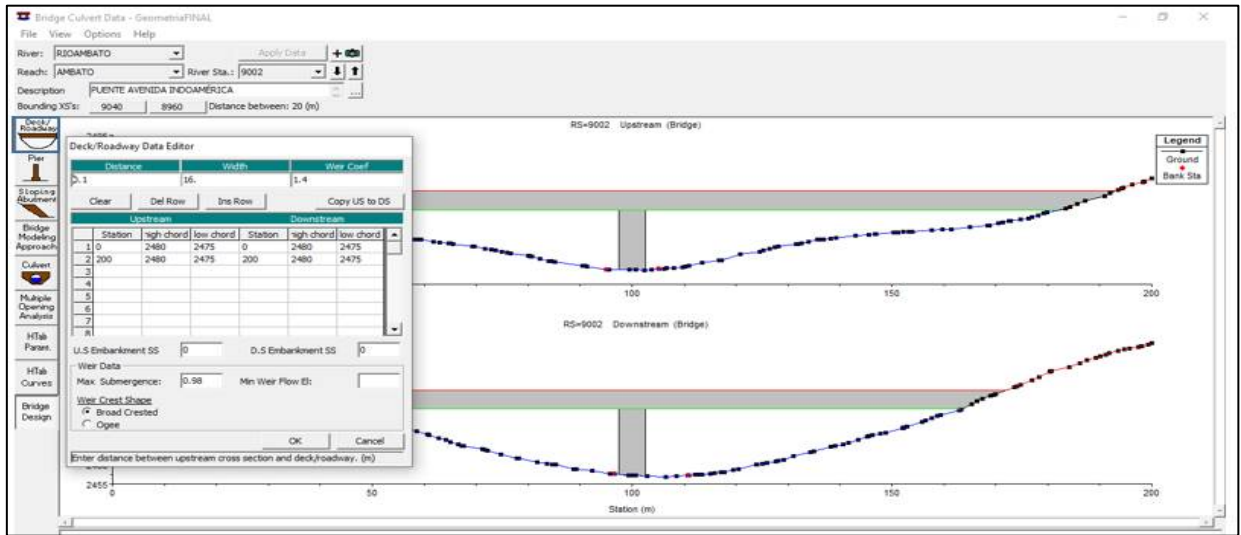 Bridge Culvert Data - GeometriaFINAL
File View Options Help
River: RIOAMBATO Apply Data
Reach: AMBATO River Sta.: 9002
Description PUENTE AVENIDA INDOAMÉRICA ...
Bounding XS's: 9040 8960 Distance between: 20 (m)
Deck/
Roadway
Pier
Sloping
Abutment
Bridge
Modeling
Approach
Culvert
Multiple
Opening
Analysis
HTab
Param.
HTab
Curves
Bridge
Design
RS=9002 Upstream (Bridge)
Legend
Ground
Bank Sta
Deck/Roadway Data Editor
Distance Width Weir Coef
0.1 16. 1.4
Clear Del Row Ins Row Copy US to DS
Upstream Downstream
Station high chord low chord Station high chord low chord
1 0 2480 2475 0 2480 2475
2 200 2480 2475 200 2480 2475
3
4
5
6
7
8
U.S Embankment SS 0 D.S Embankment SS 0
Weir Data
Max Submergence: 0.98 Min Weir Flow El:
Weir Crest Shape
Broad Crested
Ogee
OK Cancel
Enter distance between upstream cross section and deck/roadway. (m)
100 150 200
RS=9002 Downstream (Bridge)
2455
0 50 100 150 200
Station (m)